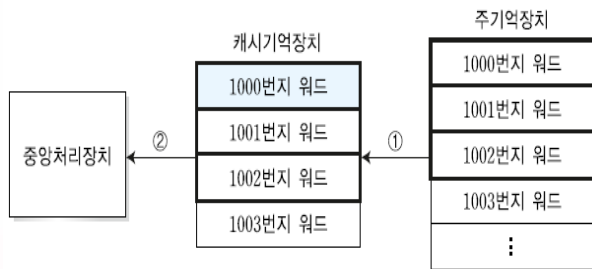 주기억장치
캐시기억장치
1000번지 워드
1000번지 워드
1001번지 워드
②
1001번지 워드
①
중앙처리장치
1002번지 워드
1002번지 워드
1003번지 워드
1003번지 워드
⋮